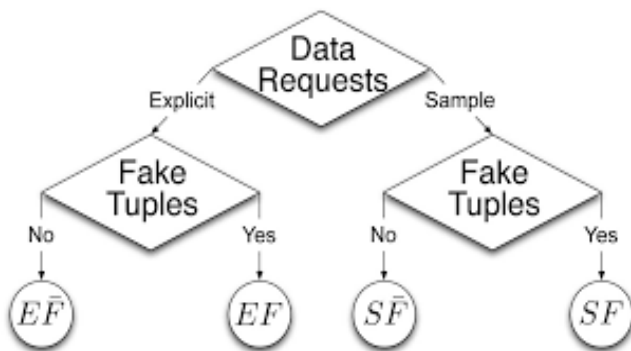 Data
Requests
Explicit
Sample
Fake
Tuples
Fake
Tuples
No
Yes
No
Yes
EF̄
EF
SF̄
SF